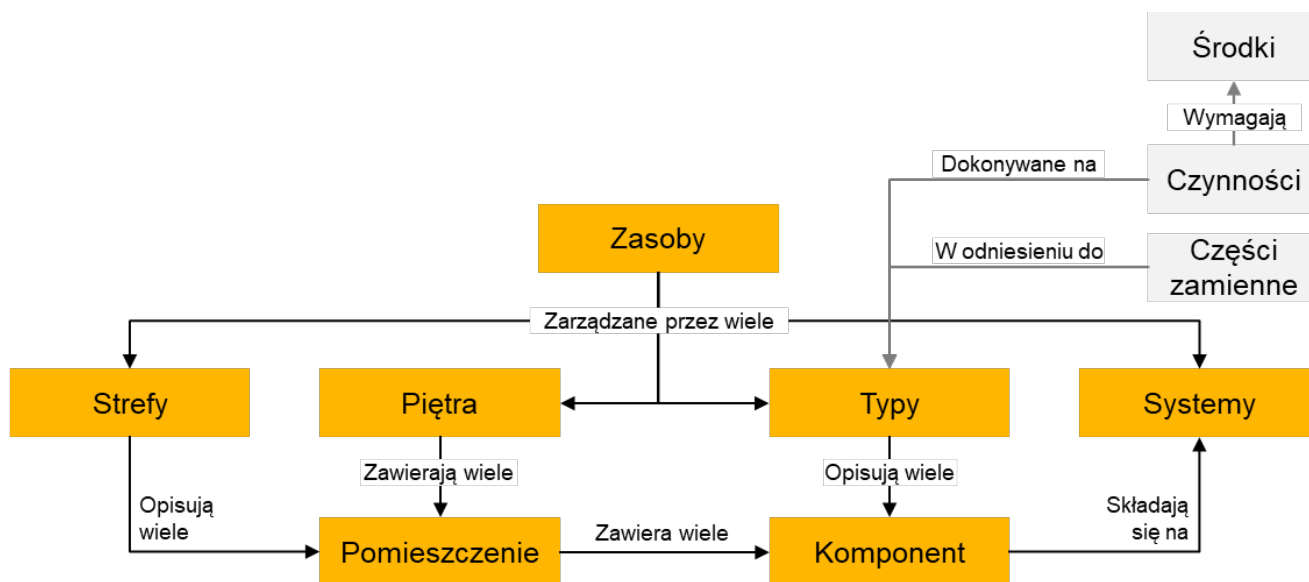 Środki
Wymagają
Dokonywane na
Czynności
Zasoby
W odniesieniu do
Części
zamienne
Zarządzane przez wiele
Strefy
Piętra
Typy
Systemy
Zawierają wiele
Opisują wiele
Opisują
wiele
Składają
się na
Pomieszczenie
Zawiera wiele
Komponent